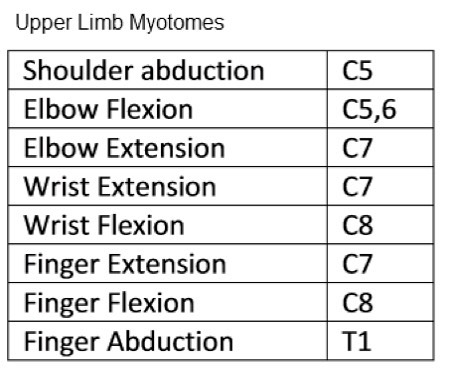 Upper Limb Myotomes
Shoulder abduction C5
Elbow Flexion C5,6
Elbow Extension C7
Wrist Extension C7
Wrist Flexion C8
Finger Extension C7
Finger Flexion C8
Finger Abduction T1